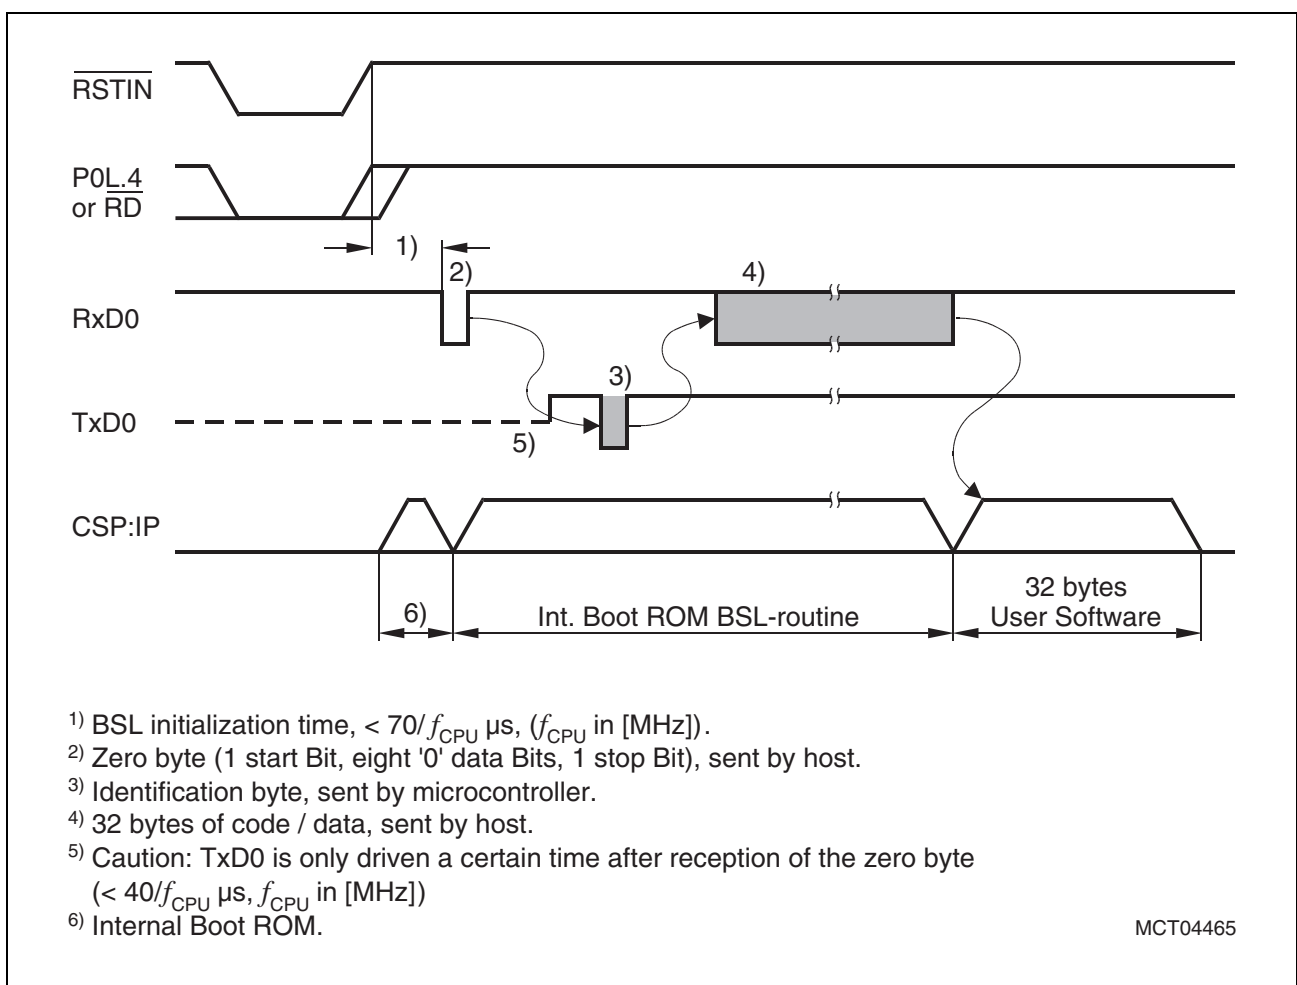 RSTIN
P0L.4
or RD
1)
2)
4)
RxD0
3)
TxD0
5)
CSP:IP
6)
Int. Boot ROM BSL-routine
32 bytes
User Software
1) BSL initialization time, < 70/fCPU µs, (fCPU in [MHz]).
2) Zero byte (1 start Bit, eight '0' data Bits, 1 stop Bit), sent by host.
3) Identification byte, sent by microcontroller.
4) 32 bytes of code / data, sent by host.
5) Caution: TxD0 is only driven a certain time after reception of the zero byte
(< 40/fCPU µs, fCPU in [MHz])
6) Internal Boot ROM.
MCT04465